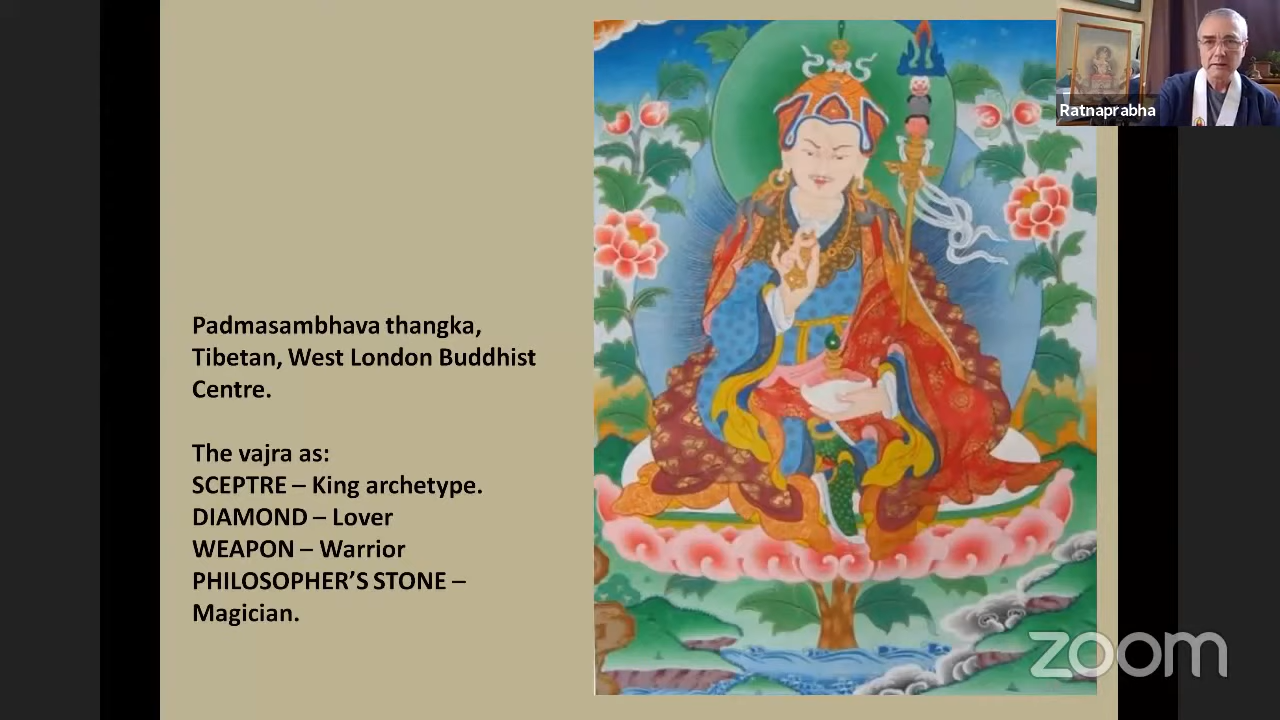 Ratnaprabha
Padmasambhava thangka,
Tibetan, West London Buddhist
Centre.
The vajra as:
SCEPTRE – King archetype.
DIAMOND – Lover
WEAPON – Warrior
PHILOSOPHER’S STONE –
Magician.
zoom